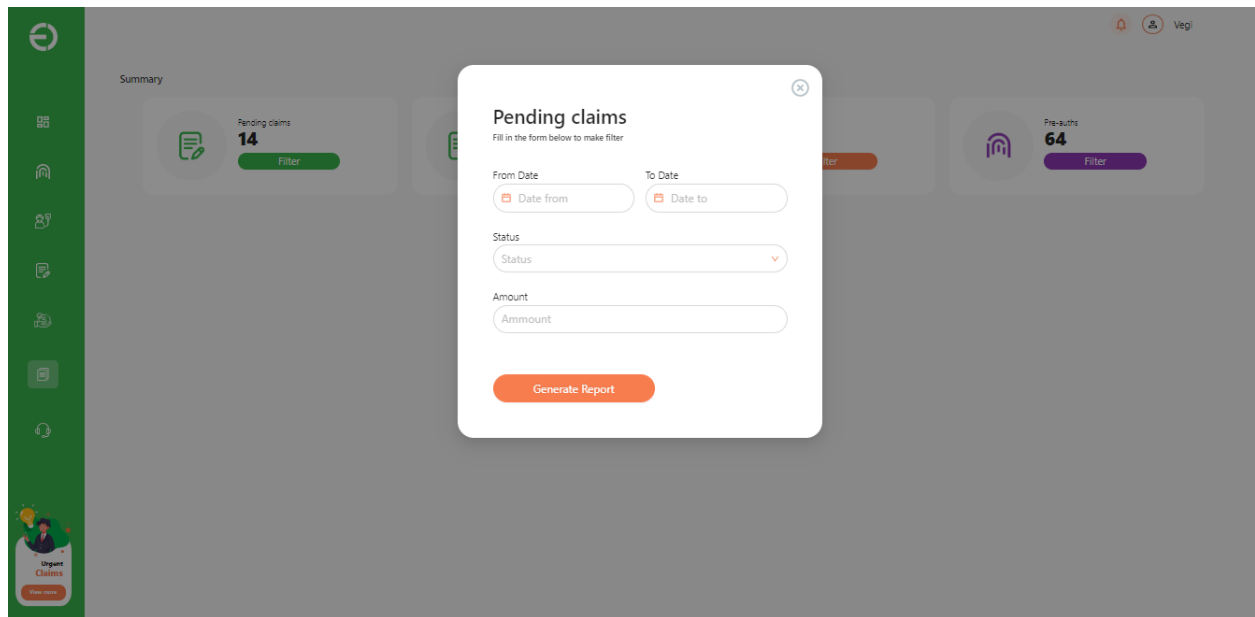 Vegi
Summary
Pending claims
14
Filter
Pre-auths
64
Filter
Pending claims
Fill in the form below to make filter
From Date
To Date
Date from
Date to
Status
Status
Amount
Ammount
Generate Report
Urgent
Claims
View more